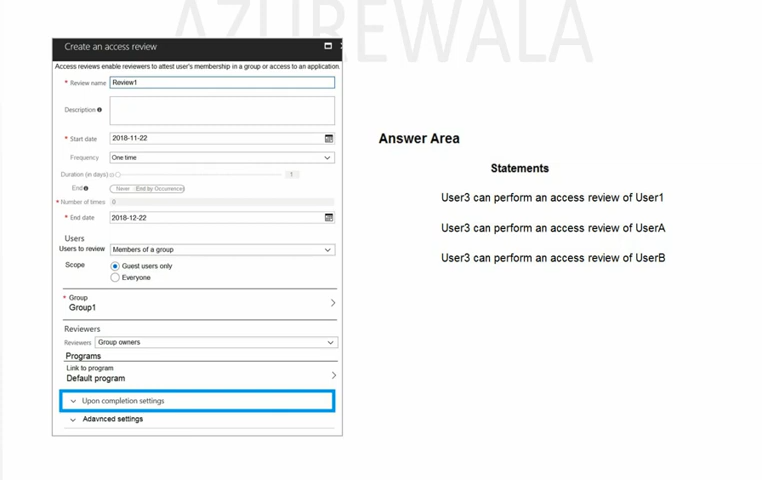 AZUREWALA
Create an access review
Access reviews enable reviewers to attest user's membership in a group or access to an application.
* Review name Review1
Description
* Start date 2018-11-22
Frequency One time
Duration (in days) 1
End Never End by Occurrence)
* Number of times 0
* End date 2018-12-22
Users
Users to review Members of a group
Scope Guest users only
Everyone
* Group
Group1
Reviewers
Reviewers Group owners
Programs
Link to program
Default program
Upon completion settings
Adavnced settings
Answer Area
Statements
User3 can perform an access review of User1
User3 can perform an access review of UserA
User3 can perform an access review of UserB